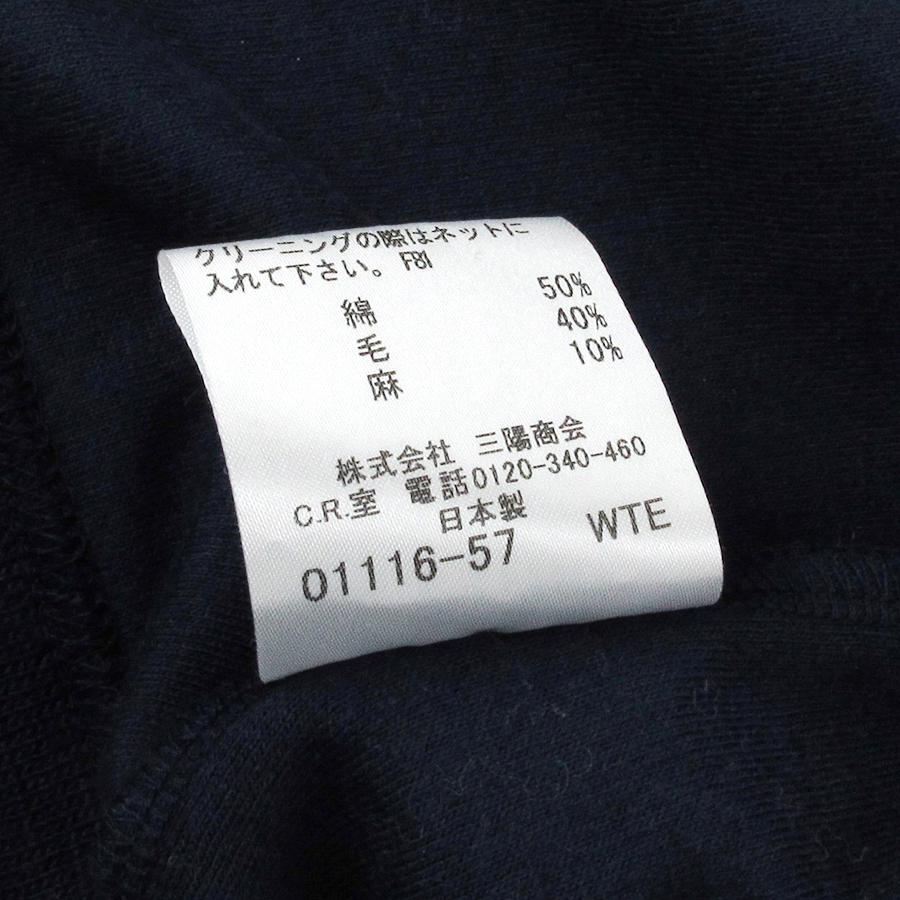 クリーニングの際はネットに
入れて下さい。 F81
綿 50%
毛 40%
麻 10%
株式会社 三陽商会
C.R.室 電話0120-340-460
日本製
01116-57 WTE